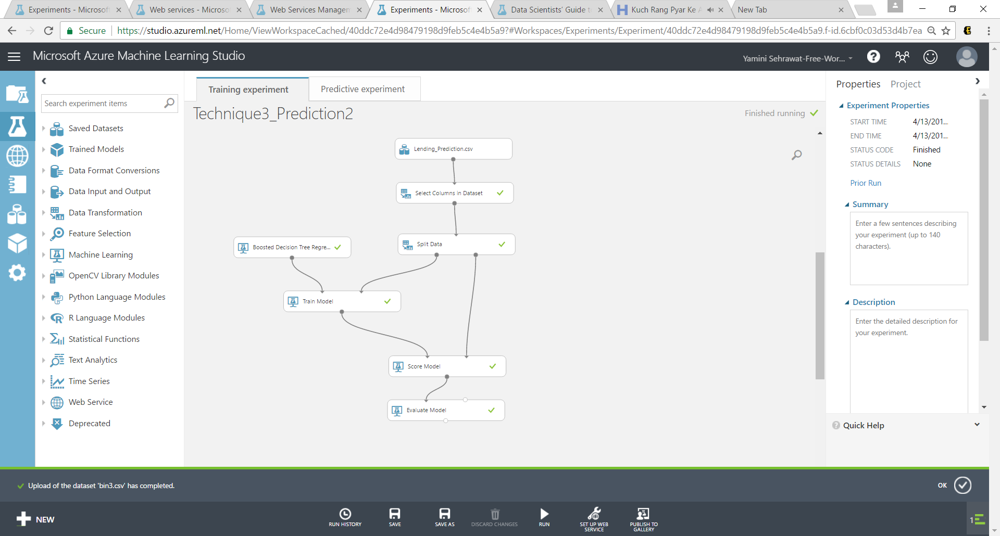 Experiments - Microsof
Web services - Microso
Web Services Managem
Experiments - Microsof
Data Scientists' Guide to
Kuch Rang Pyar Ke A
New Tab
Secure
https://studio.azureml.net/Home/ViewWorkspaceCached/40ddc72e4d98479198d9feb5c4e4b5a9?#Workspaces/Experiments/Experiment/40ddc72e4d98479198d9feb5c4e4b5a9.f-id.6cbf0c03d53d4b7ea
Microsoft Azure Machine Learning Studio
Yamini Sehrawat-Free-Wor...
Search experiment items
Saved Datasets
Trained Models
Data Format Conversions
Data Input and Output
Data Transformation
Feature Selection
Machine Learning
OpenCV Library Modules
Python Language Modules
R Language Modules
Statistical Functions
Text Analytics
Time Series
Web Service
Deprecated
Training experiment
Predictive experiment
Technique3_Prediction2
Finished running
Lending_Prediction.csv
Select Columns in Dataset
Split Data
Boosted Decision Tree Regre...
Train Model
Score Model
Evaluate Model
Properties Project
Experiment Properties
START TIME 4/13/201...
END TIME 4/13/201...
STATUS CODE Finished
STATUS DETAILS None
Prior Run
Summary
Enter a few sentences describing
your experiment (up to 140
characters).
Description
Enter the detailed description for
your experiment.
Quick Help
Upload of the dataset 'bin3.csv' has completed.
OK
NEW
RUN HISTORY
SAVE
SAVE AS
DISCARD CHANGES
RUN
SET UP WEB
SERVICE
PUBLISH TO
GALLERY
1